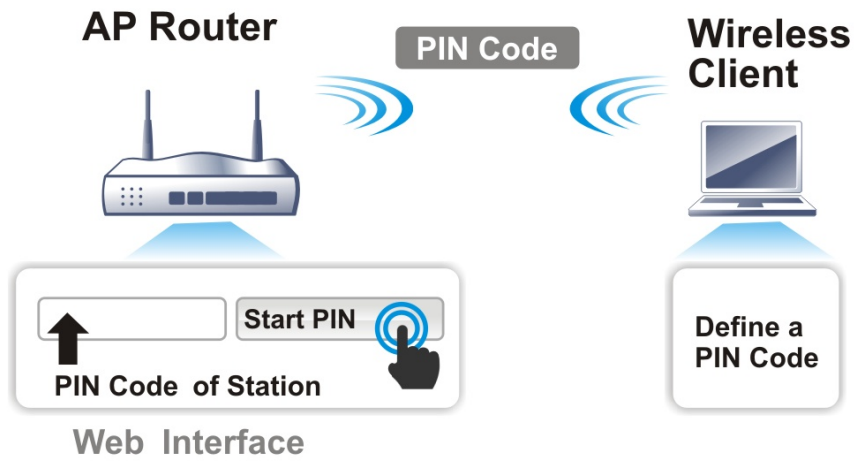 AP Router
PIN Code
Wireless
Client
Start PIN
PIN Code of Station
Web Interface
Define a
PIN Code